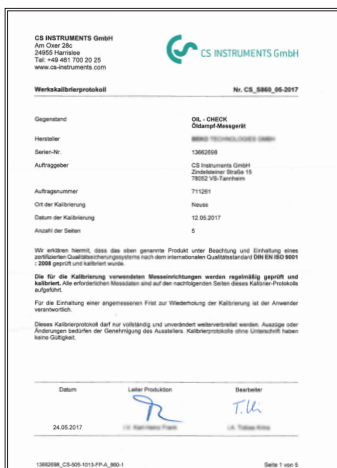 CS INSTRUMENTS GmbH
Am Oxer 28c
24955 Harrislee
Tel: +49 461 700 20 25
www.cs-instruments.com
CS INSTRUMENTS GmbH
Werkskalibrierprotokoll
Nr. CS_S860_05-2017
Gegenstand
OIL - CHECK
Öldampf-Messgerät
Hersteller
Serien-Nr.
13682698
Auftraggeber
CS Instruments GmbH
Zindelsteiner Straße 15
78052 VS-Tannheim
Auftragenummer
711261
Ort der Kalibrierung
Neuss
Datum der Kalibrierung
12.05.2017
Anzahl der Seiten
5
Wir erklären hiermit, dass das oben genannte Produkt unter Beachtung und Einhaltung eines
zertifizierten Qualitätssicherungssystems nach dem internationalen Qualitätsstandard DIN EN ISO 9001
: 2008 geprüft und kalibriert wurde.
Die für die Kalibrierung verwendeten Messeinrichtungen werden regelmäßig geprüft und
kalibriert. Alle erforderlichen Messdaten sind auf den nachfolgenden Seiten dieses Kalibrier-Protokolls
aufgeführt.
Für die Einhaltung einer angemessenen Frist zur Wiederholung der Kalibrierung ist der Anwender
verantwortlich.
Dieses Kalibrierprotokoll darf nur vollständig und unverändert weiterverbreitet werden. Auszüge oder
Änderungen bedürfen der Genehmigung des Ausstellers. Kalibrierprotokolle ohne Unterschrift haben
keine Gültigkeit.
Datum
Leiter Produktion
Bearbeiter
24.05.2017
13682698_CS-505-1013-FP-A_860-1
Seite 1 von 5